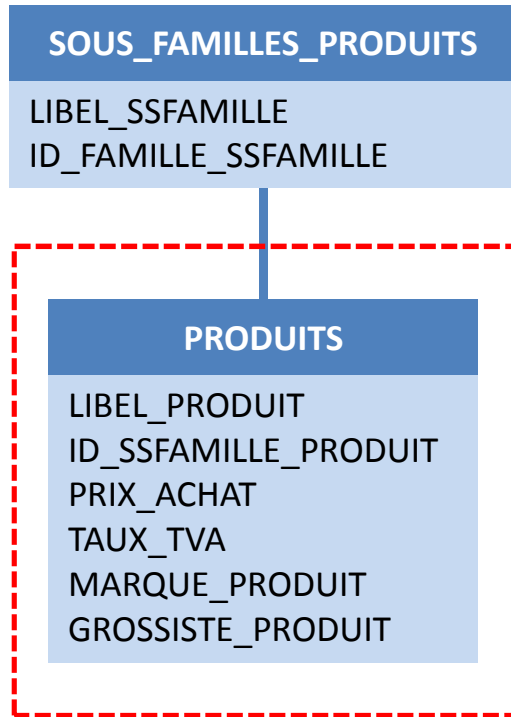 SOUS_FAMILLES_PRODUITS
LIBEL_SSFAMILLE
ID_FAMILLE_SSFAMILLE
PRODUITS
LIBEL_PRODUIT
ID_SSFAMILLE_PRODUIT
PRIX_ACHAT
TAUX_TVA
MARQUE_PRODUIT
GROSSISTE_PRODUIT